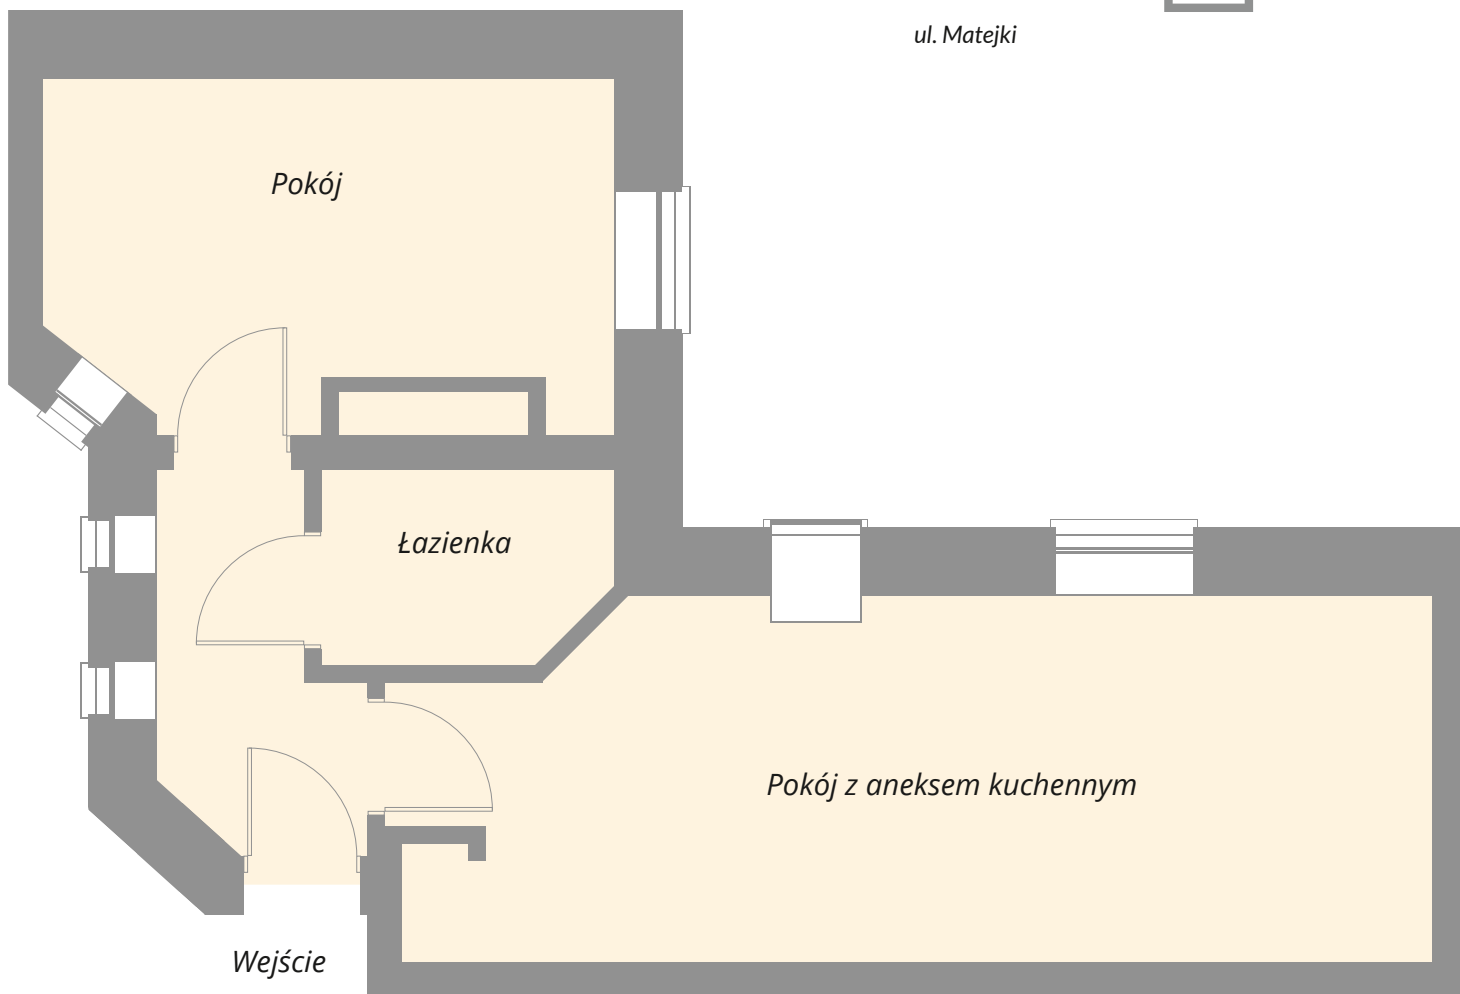 ul. Matejki
Pokój
Łazienka
Pokój z aneksem kuchennym
Wejście